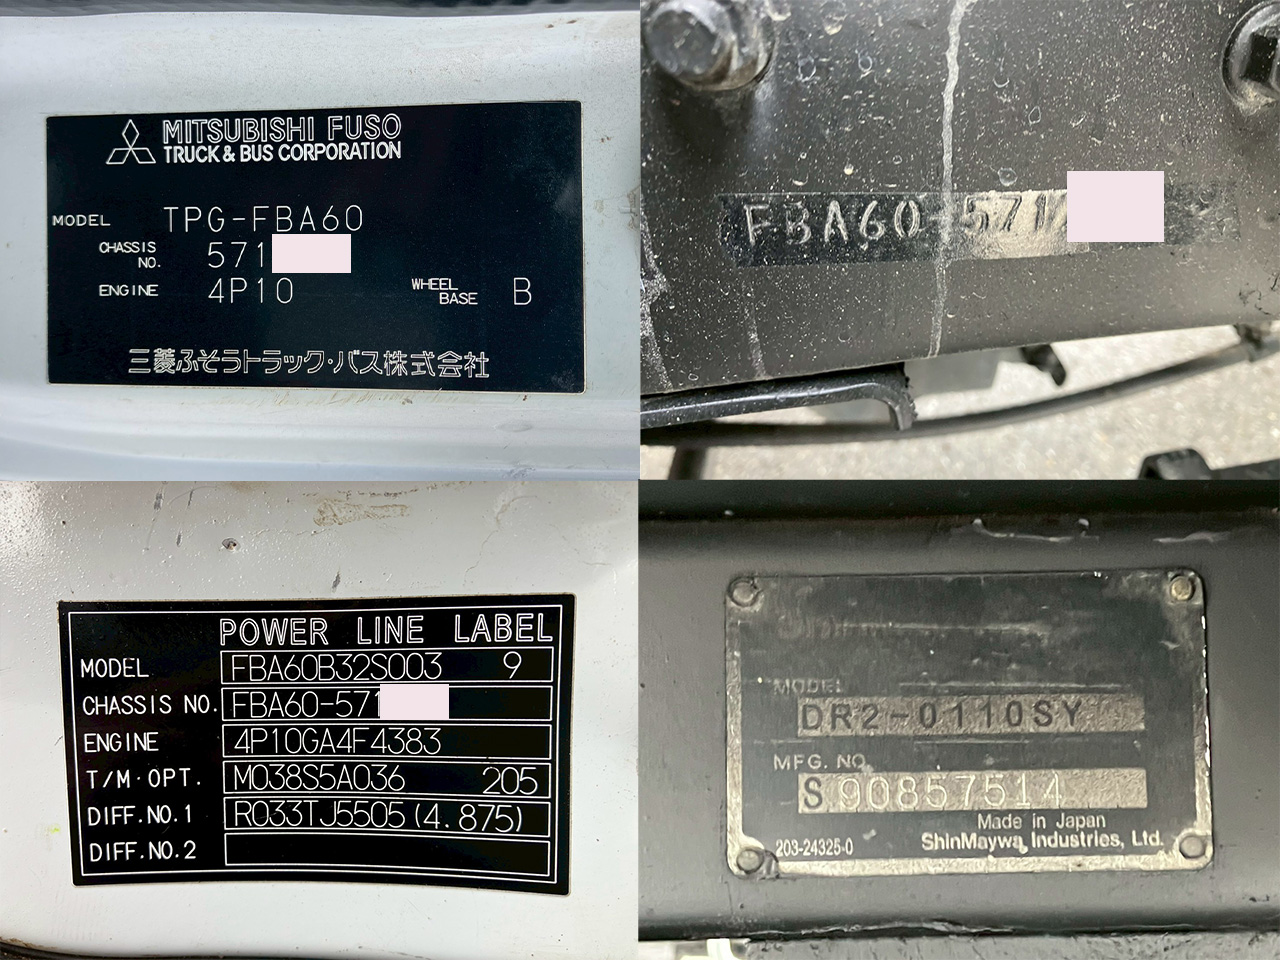 MITSUBISHI FUSO
TRUCK & BUS CORPORATION
MODEL TPG-FBA60
CHASSIS NO. 571
ENGINE 4P10 WHEEL BASE B
三菱ふそうトラック・バス株式会社
FBA60-571
POWER LINE LABEL
MODEL FBA60B32S003 9
CHASSIS NO. FBA60-571
ENGINE 4P10GA4F4383
T/M・OPT. M038S5A036 205
DIFF.NO.1 R033TJ5505(4.875)
DIFF.NO.2
MODEL
DR2-0110SY
MFG. NO.
S 90857514
Made in Japan
203-24325-0 ShinMaywa Industries, Ltd.